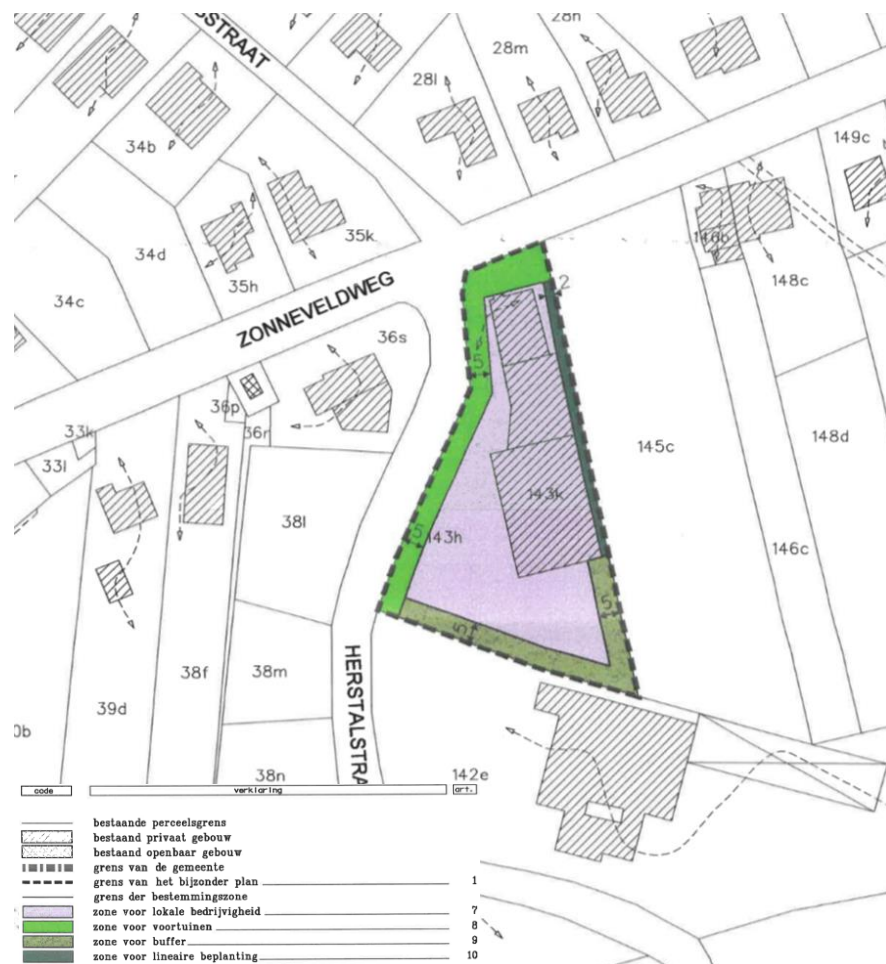 SSTRAAT
28n
28m
28l
34b
149c
34d
35k
146b
35h
148c
34c
ZONNEVELDWEG
2
36s
5
36p
33k
36r
148d
33l
145c
143k
38l
5
143h
146c
5
5
38f
38m
HERSTALSTRA
39d
0b
38n
142e
code verklaring art.
bestaande perceelsgrens
bestaand privaat gebouw
bestaand openbaar gebouw
grens van de gemeente
grens van het bijzonder plan 1
grens der bestemmingszone
zone voor lokale bedrijvigheid 7
zone voor voortuinen 8
zone voor buffer 9
zone voor lineaire beplanting 10